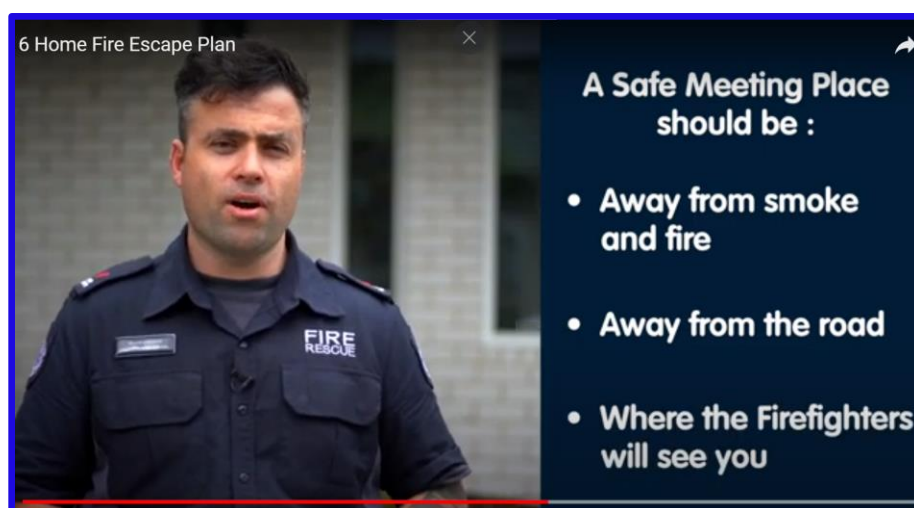 6 Home Fire Escape Plan
A Safe Meeting Place
should be :
• Away from smoke
and fire
• Away from the road
• Where the Firefighters
will see you
FIRE
RESCUE